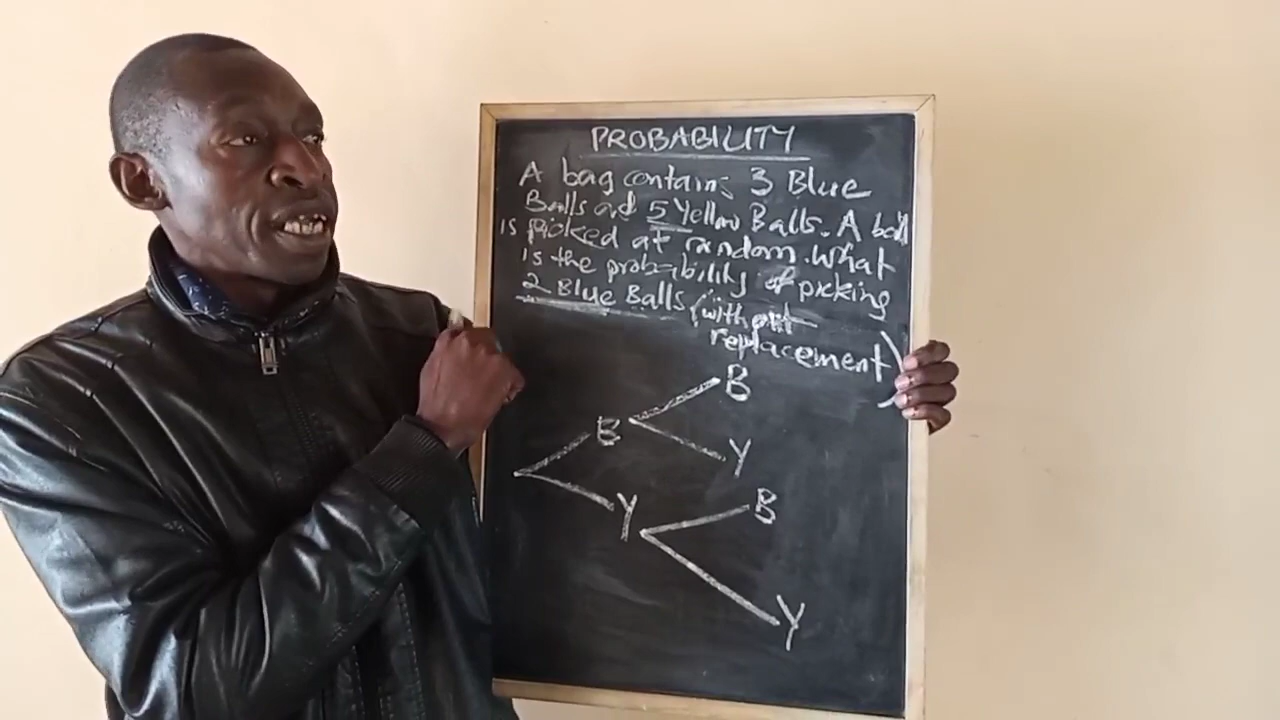 PROBABILITY
A bag contains 3 Blue
Balls and 5 Yellow Balls. A ball
is picked at random. What
is the probability of picking
2 Blue Balls (without
replacement)
B
B
Y
Y
B
Y